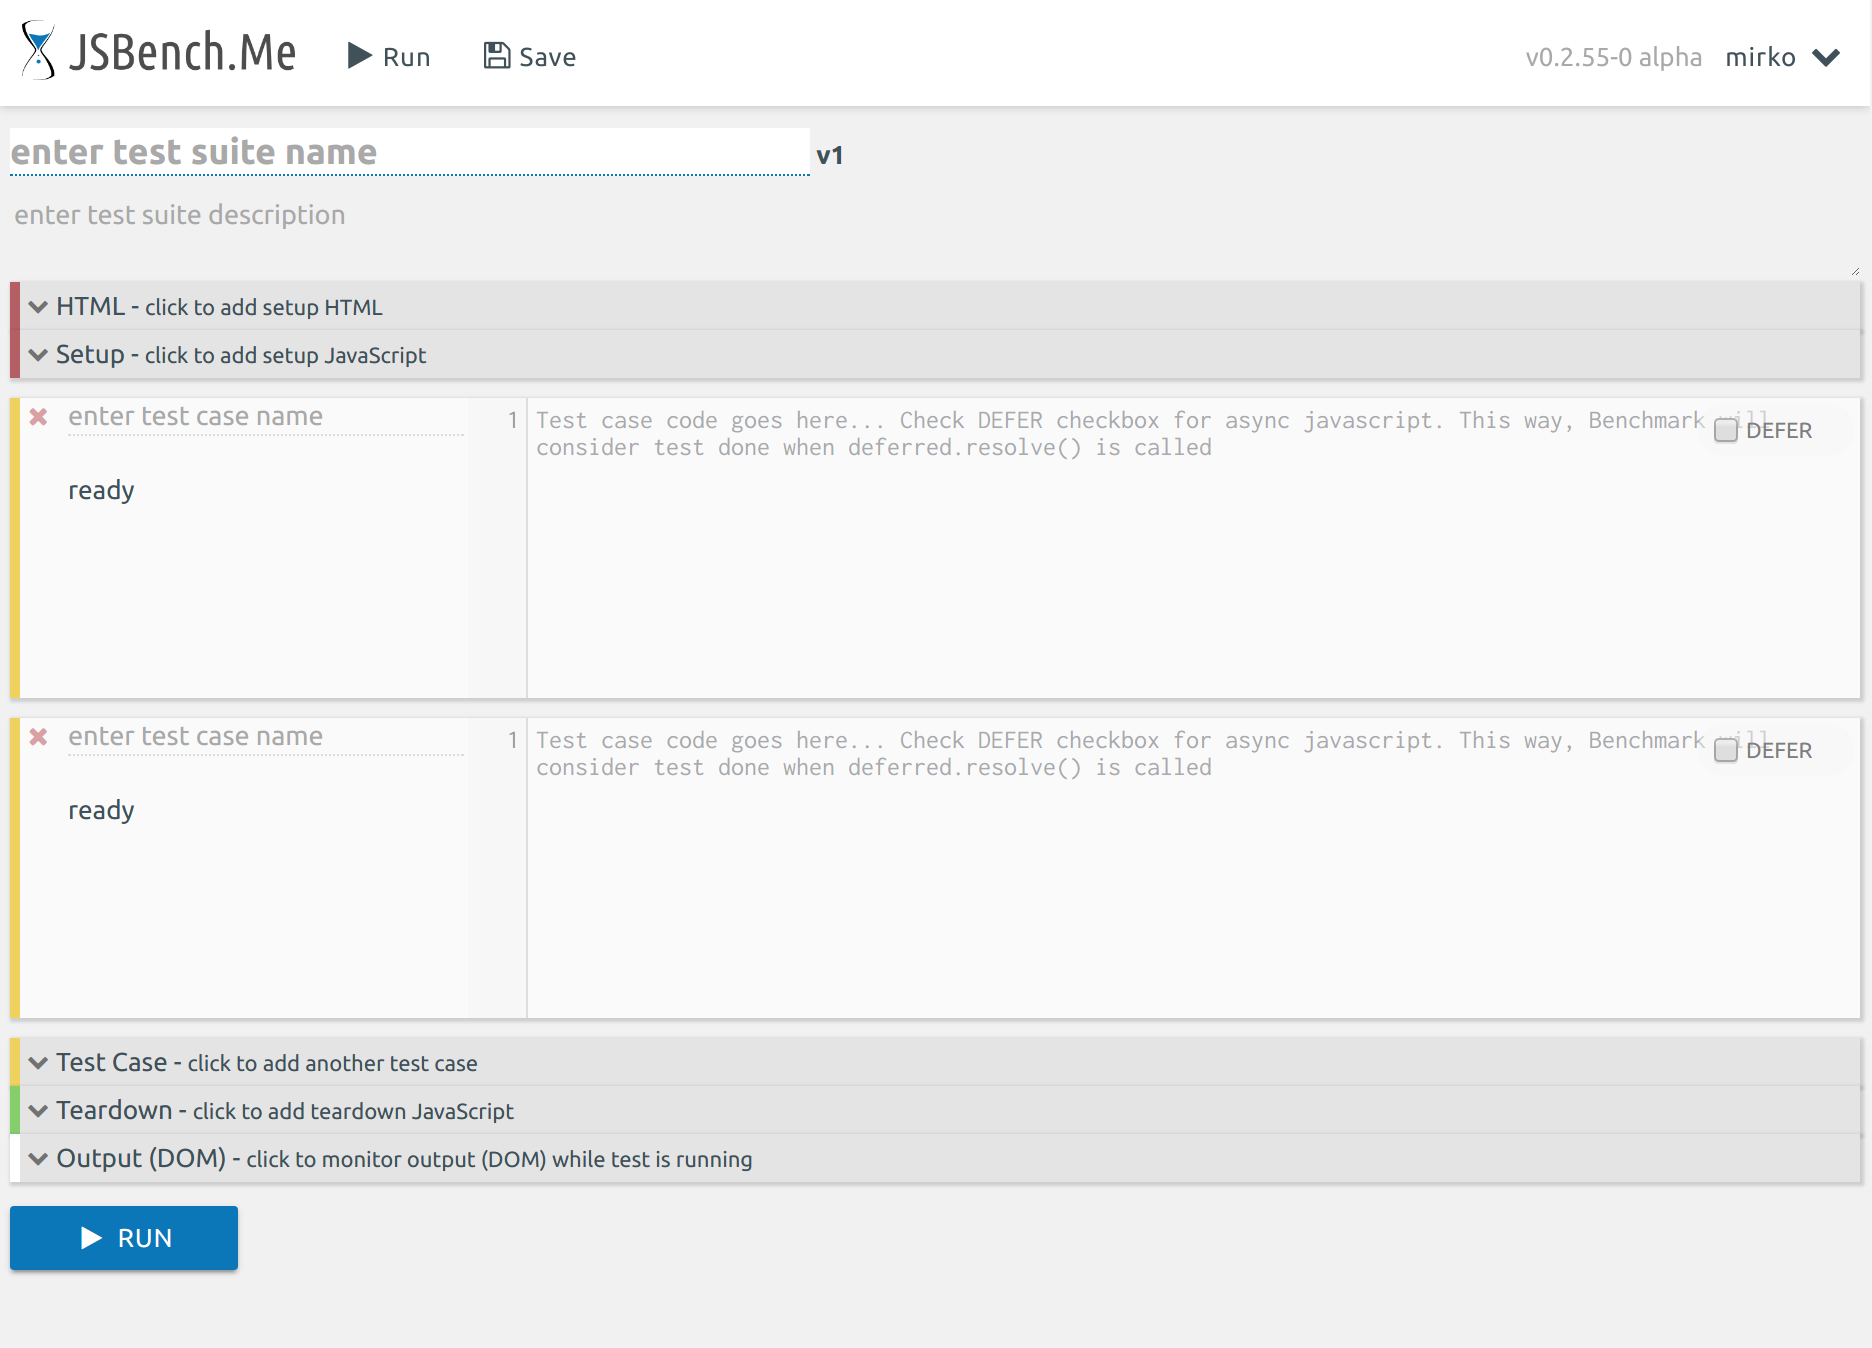 JSBench.Me Run Save v0.2.55-0 alpha mirko
enter test suite name v1
enter test suite description
HTML - click to add setup HTML
Setup - click to add setup JavaScript
enter test case name
1 Test case code goes here... Check DEFER checkbox for async javascript. This way, Benchmark will
consider test done when deferred.resolve() is called
DEFER
ready
enter test case name
1 Test case code goes here... Check DEFER checkbox for async javascript. This way, Benchmark will
consider test done when deferred.resolve() is called
DEFER
ready
Test Case - click to add another test case
Teardown - click to add teardown JavaScript
Output (DOM) - click to monitor output (DOM) while test is running
RUN